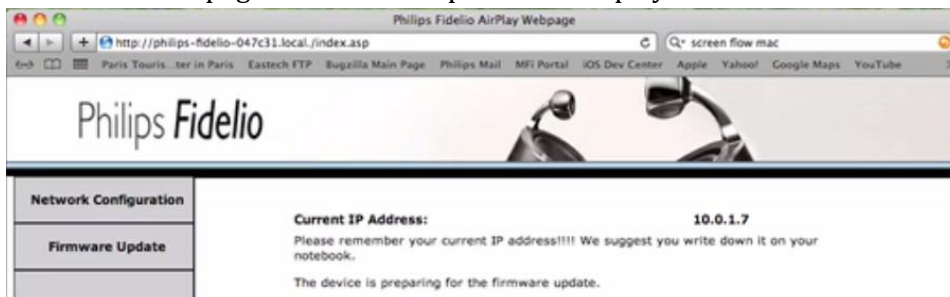 Philips Fidelio AirPlay Webpage
http://philips-fidelio-047c31.local./index.asp
screen flow mac
Paris Touris...ter in Paris Eastech FTP Bugzilla Main Page Philips Mail MFi Portal iOS Dev Center Apple Yahoo! Google Maps YouTube
Philips Fidelio
Network Configuration
Firmware Update
Current IP Address: 10.0.1.7
Please remember your current IP address!!!! We suggest you write down it on your
notebook.
The device is preparing for the firmware update.